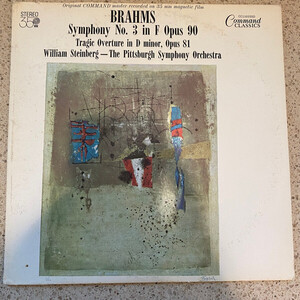 Original COMMAND master recorded on 35 mm magnetic film.
STEREO
35
BRAHMS
Command
CLASSICS
Symphony No. 3 in F Opus 90
Tragic Overture in D minor, Opus 81
William Steinberg—The Pittsburgh Symphony Orchestra